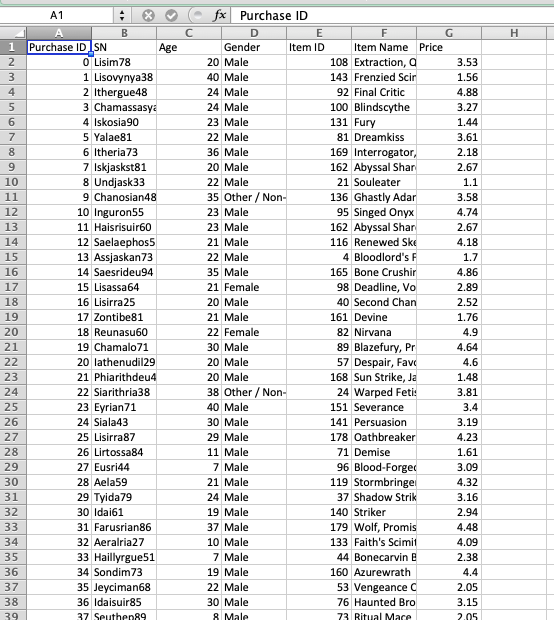 A1 fx Purchase ID
A B C D E F G H
1 Purchase ID SN Age Gender Item ID Item Name Price
2 0 Lisim78 20 Male 108 Extraction, Q 3.53
3 1 Lisovynya38 40 Male 143 Frenzied Scim 1.56
4 2 Ithergue48 24 Male 92 Final Critic 4.88
5 3 Chamassasya 24 Male 100 Blindscythe 3.27
6 4 Iskosia90 23 Male 131 Fury 1.44
7 5 Yalae81 22 Male 81 Dreamkiss 3.61
8 6 Itheria73 36 Male 169 Interrogator, 2.18
9 7 Iskjaskst81 20 Male 162 Abyssal Shar 2.67
10 8 Undjask33 22 Male 21 Souleater 1.1
11 9 Chanosian48 35 Other / Non- 136 Ghastly Adar 3.58
12 10 Inguron55 23 Male 95 Singed Onyx 4.74
13 11 Haisrisuir60 23 Male 162 Abyssal Shar 2.67
14 12 Saelaephos5 21 Male 116 Renewed Ske 4.18
15 13 Assjaskan73 22 Male 4 Bloodlord's F 1.7
16 14 Saesrideu94 35 Male 165 Bone Crushir 4.86
17 15 Lisassa64 21 Female 98 Deadline, Vo 2.89
18 16 Lisirra25 20 Male 40 Second Chan 2.52
19 17 Zontibe81 21 Male 161 Devine 1.76
20 18 Reunasu60 22 Female 82 Nirvana 4.9
21 19 Chamalo71 30 Male 89 Blazefury, Pr 4.64
22 20 Iathenudil29 20 Male 57 Despair, Favo 4.6
23 21 Phiarithdeu4 20 Male 168 Sun Strike, Ja 1.48
24 22 Siarithria38 38 Other / Non- 24 Warped Fetis 3.81
25 23 Eyrian71 40 Male 151 Severance 3.4
26 24 Siala43 30 Male 141 Persuasion 3.19
27 25 Lisirra87 29 Male 178 Oathbreaker 4.23
28 26 Lirtossa84 11 Male 71 Demise 1.61
29 27 Eusri44 7 Male 96 Blood-Forged 3.09
30 28 Aela59 21 Male 119 Stormbringe 4.32
31 29 Tyida79 24 Male 37 Shadow Strik 3.16
32 30 Idai61 19 Male 140 Striker 2.94
33 31 Farusrian86 37 Male 179 Wolf, Promis 4.48
34 32 Aeralria27 10 Male 133 Faith's Scimit 4.09
35 33 Haillyrgue51 7 Male 44 Bonecarvin B 2.38
36 34 Sondim73 19 Male 160 Azurewrath 4.4
37 35 Jeyciman68 22 Male 53 Vengeance C 2.05
38 36 Idaisuir85 30 Male 76 Haunted Bro 3.15
39 37 Seuthep89 8 Male 73 Ritual Mace 2.05